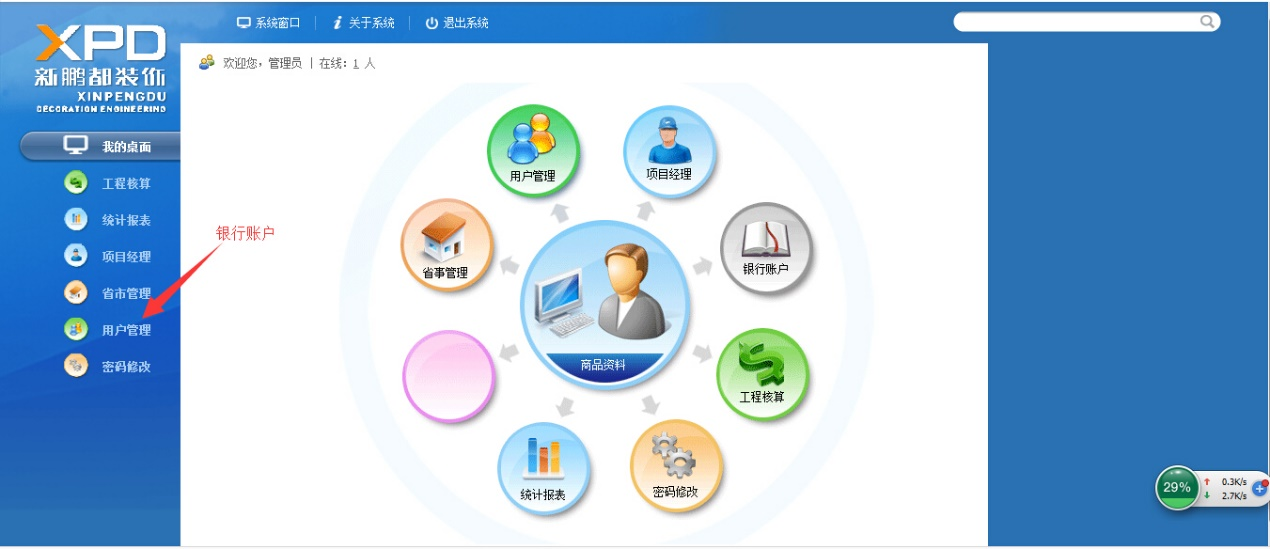 系统窗口
关于系统
退出系统
XPD
新鹏都装饰
XINPENGDU
DECORATION ENGINEERING
欢迎您，管理员 | 在线：1 人
我的桌面
工程核算
统计报表
项目经理
省市管理
用户管理
密码修改
银行账户
用户管理
项目经理
省事管理
银行账户
商品资料
工程核算
统计报表
密码修改
29%
0.3K/s
2.7K/s